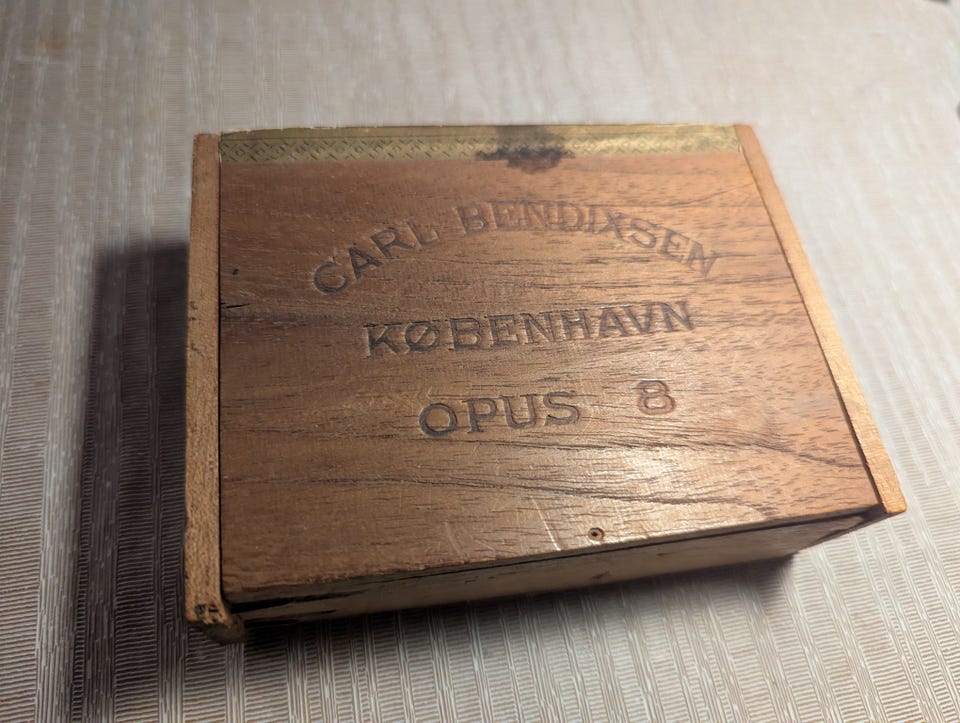 CARL BENDIXSEN
KØBENHAVN
OPUS 8